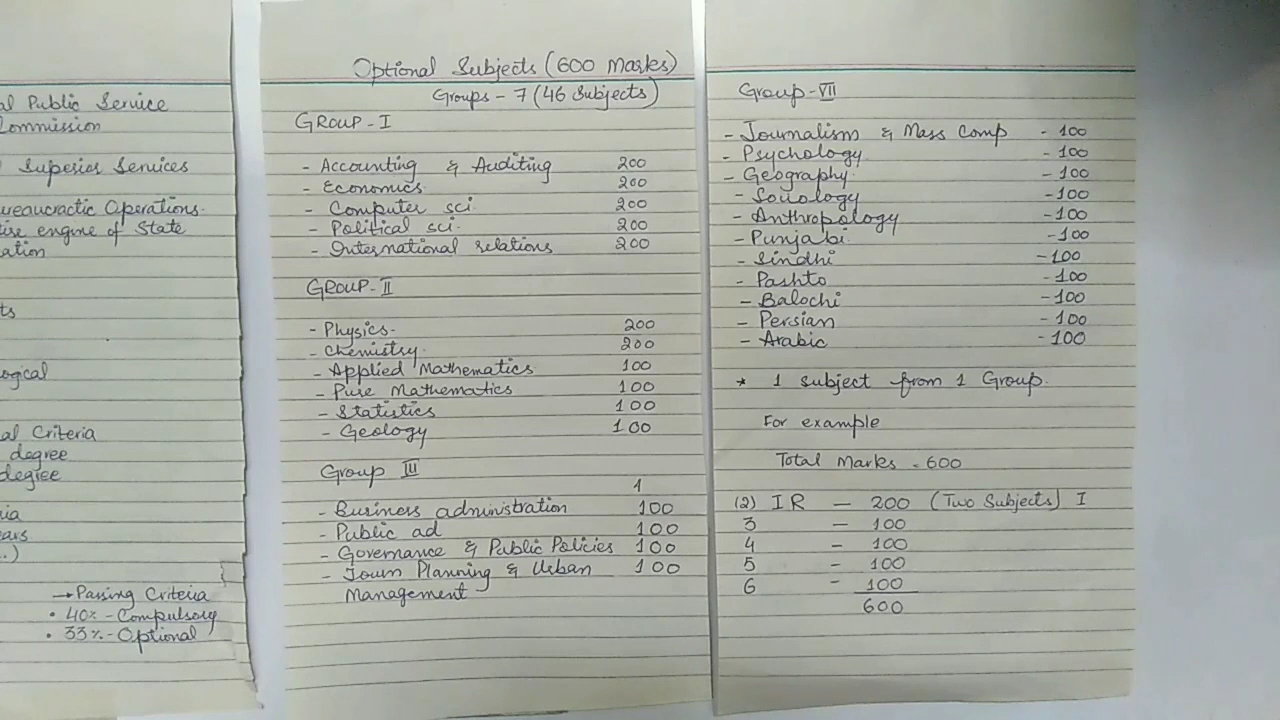 al Public Service
Commission
Superior Services
ureaucractic Operations.
engine of State
ation
ts
ogical
al Criteria
degree
degree
ria
ears
..)
→ Passing Criteria
• 40% - Compulsory
• 33% - Optional
Optional Subjects (600 Marks)
Groups - 7 (46 Subjects)
GROUP - I
- Accounting & Auditing 200
- Economics 200
- Computer sci 200
- Political sci. 200
- International relations 200
GROUP - II
- Physics - 200
- Chemistry. 200
- Applied Mathematics 100
- Pure Mathematics 100
- Statistics 100
- Geology 100
Group III
1
- Business administration 100
- Public ad 100
- Governance & Public Policies 100
- Town Planning & Urban 100
Management
Group - VII
- Journalism & Mass Comp - 100
- Psychology - 100
- Geography. - 100
- Sociology - 100
- Anthropology - 100
- Punjabi. - 100
- Sindhi - 100
- Pashto - 100
- Balochi - 100
- Persian - 100
- Arabic - 100
* 1 subject from 1 Group.
For example
Total Marks - 600
(2) IR — 200 (Two Subjects) I
3 - 100
4 - 100
5 - 100
6 - 100
600